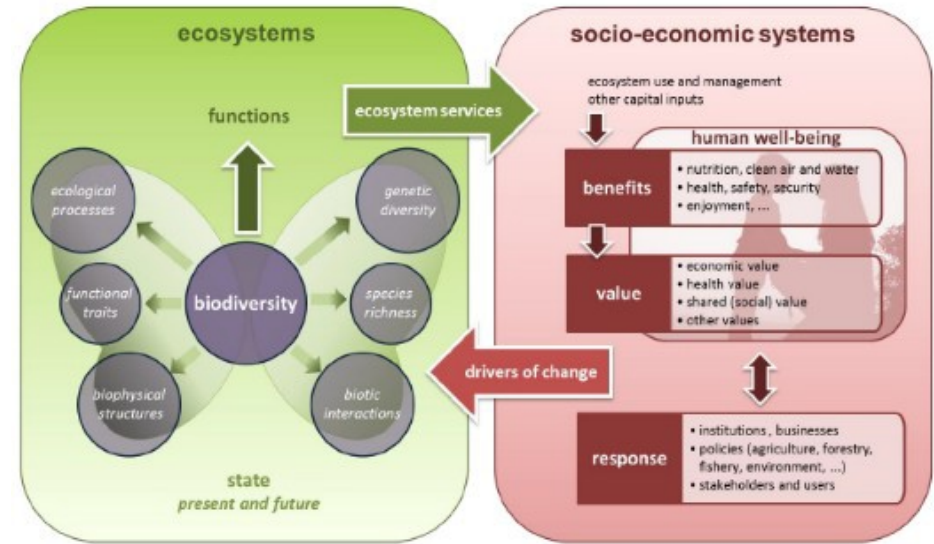 ecosystems
functions
ecological
processes
genetic
diversity
functional
traits
biodiversity
species
richness
biophysical
structures
biotic
interactions
state
present and future
ecosystem services
drivers of change
socio-economic systems
ecosystem use and management
other capital inputs
human well-being
benefits
• nutrition, clean air and water
• health, safety, security
• enjoyment, ...
value
• economic value
• health value
• shared (social) value
• other values
response
• institutions, businesses
• policies (agriculture, forestry,
fishery, environment, ...)
• stakeholders and users